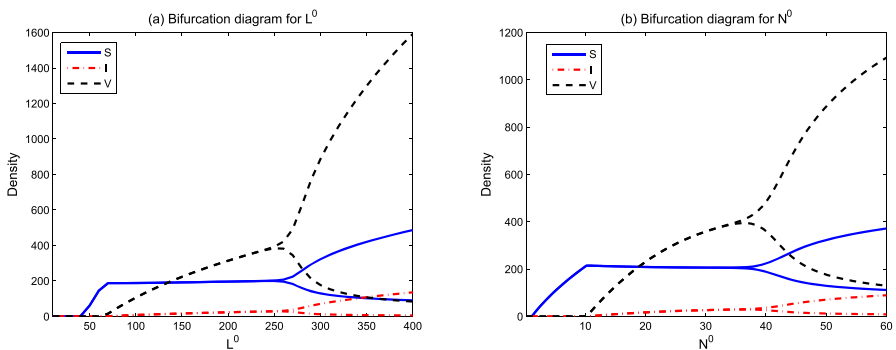 (a) Bifurcation diagram for L⁰
1600
1400
1200
1000
800
600
400
200
0
50
100
150
200
250
300
350
400
Density
L⁰
S
I
V
(b) Bifurcation diagram for N⁰
1200
1000
800
600
400
200
0
10
20
30
40
50
60
Density
N⁰
S
I
V